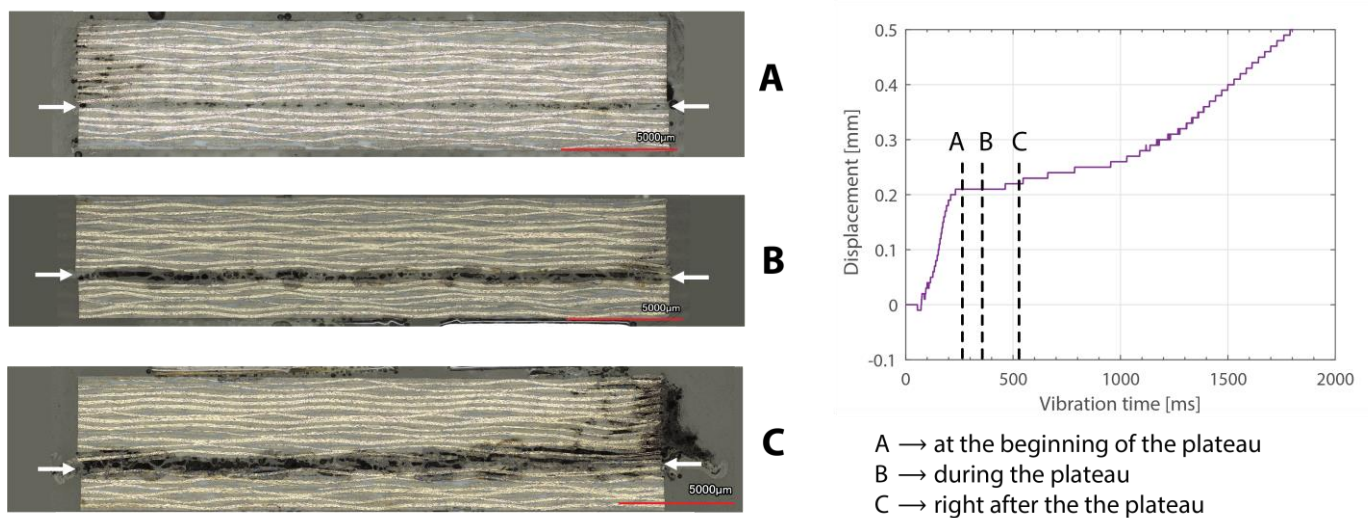 A
5000µm
B
5000µm
C
5000µm
0.5
0.4
0.3
0.2
0.1
0
-0.1
Displacement [mm]
A B C
0 500 1000 1500 2000
Vibration time [ms]
A → at the beginning of the plateau
B → during the plateau
C → right after the the plateau